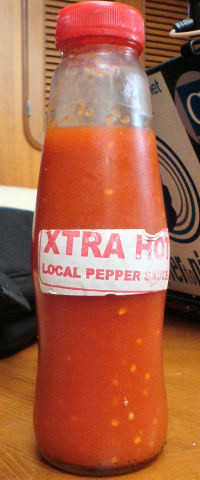 XTRA HOT
LOCAL PEPPER SAUCE